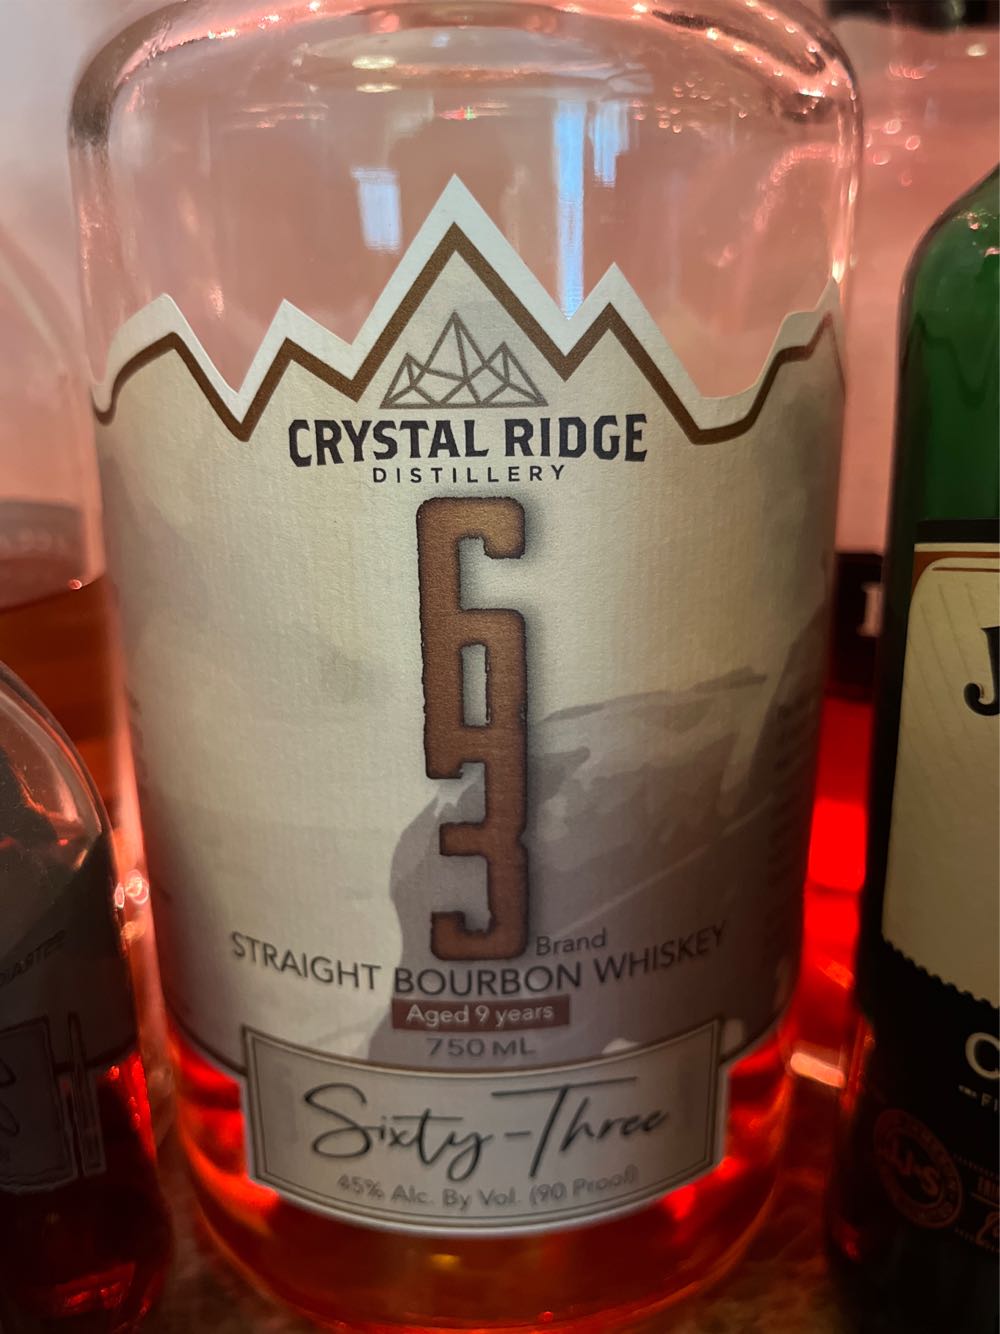 CRYSTAL RIDGE
DISTILLERY
63
Brand
STRAIGHT BOURBON WHISKEY
Aged 9 years
750 ML
Sixty-Three
45% Alc. By Vol. (90 Proof)
J
C
JJ&S